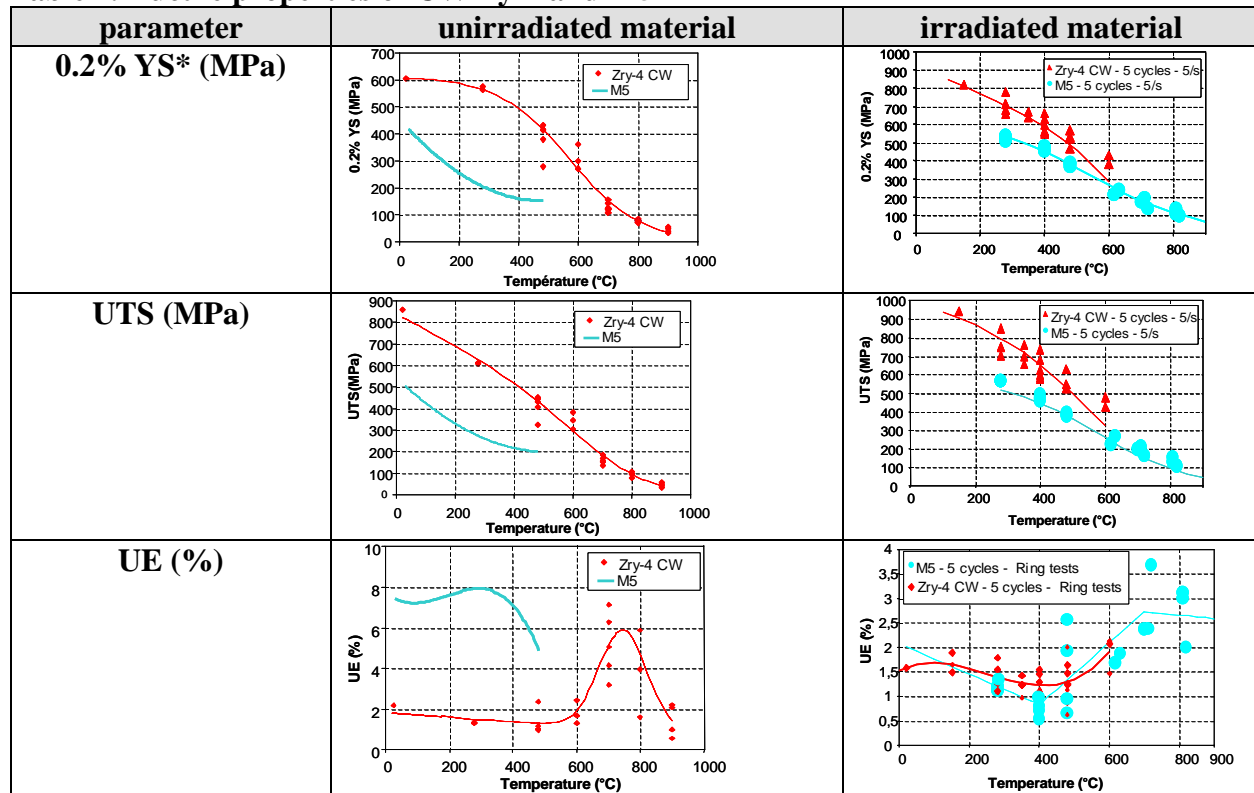 parameter unirradiated material irradiated material
0.2% YS* (MPa)
700
600
500
400
300
200
100
0
0.2% YS (MPa)
Zry-4 CW
M5
0 200 400 600 800 1000
Température (°C)
1000
900
800
700
600
500
400
300
200
100
0
0.2% YS (MPa)
Zry-4 CW - 5 cycles - 5/s
M5 - 5 cycles - 5/s
0 200 400 600 800
Temperature (°C)
UTS (MPa)
900
800
700
600
500
400
300
200
100
0
UTS(MPa)
Zry-4 CW
M5
0 200 400 600 800 1000
Temperature (°C)
1000
900
800
700
600
500
400
300
200
100
0
UTS (MPa)
Zry-4 CW - 5 cycles - 5/s
M5 - 5 cycles - 5/s
0 200 400 600 800
Temperature (°C)
UE (%)
10
8
6
4
2
0
UE (%)
Zry-4 CW
M5
0 200 400 600 800 1000
Temperature (°C)
4
3,5
3
2,5
2
1,5
1
0,5
0
UE (%)
M5 - 5 cycles - Ring tests
Zry-4 CW - 5 cycles - Ring tests
0 200 400 600 800 900
Temperature (°C)